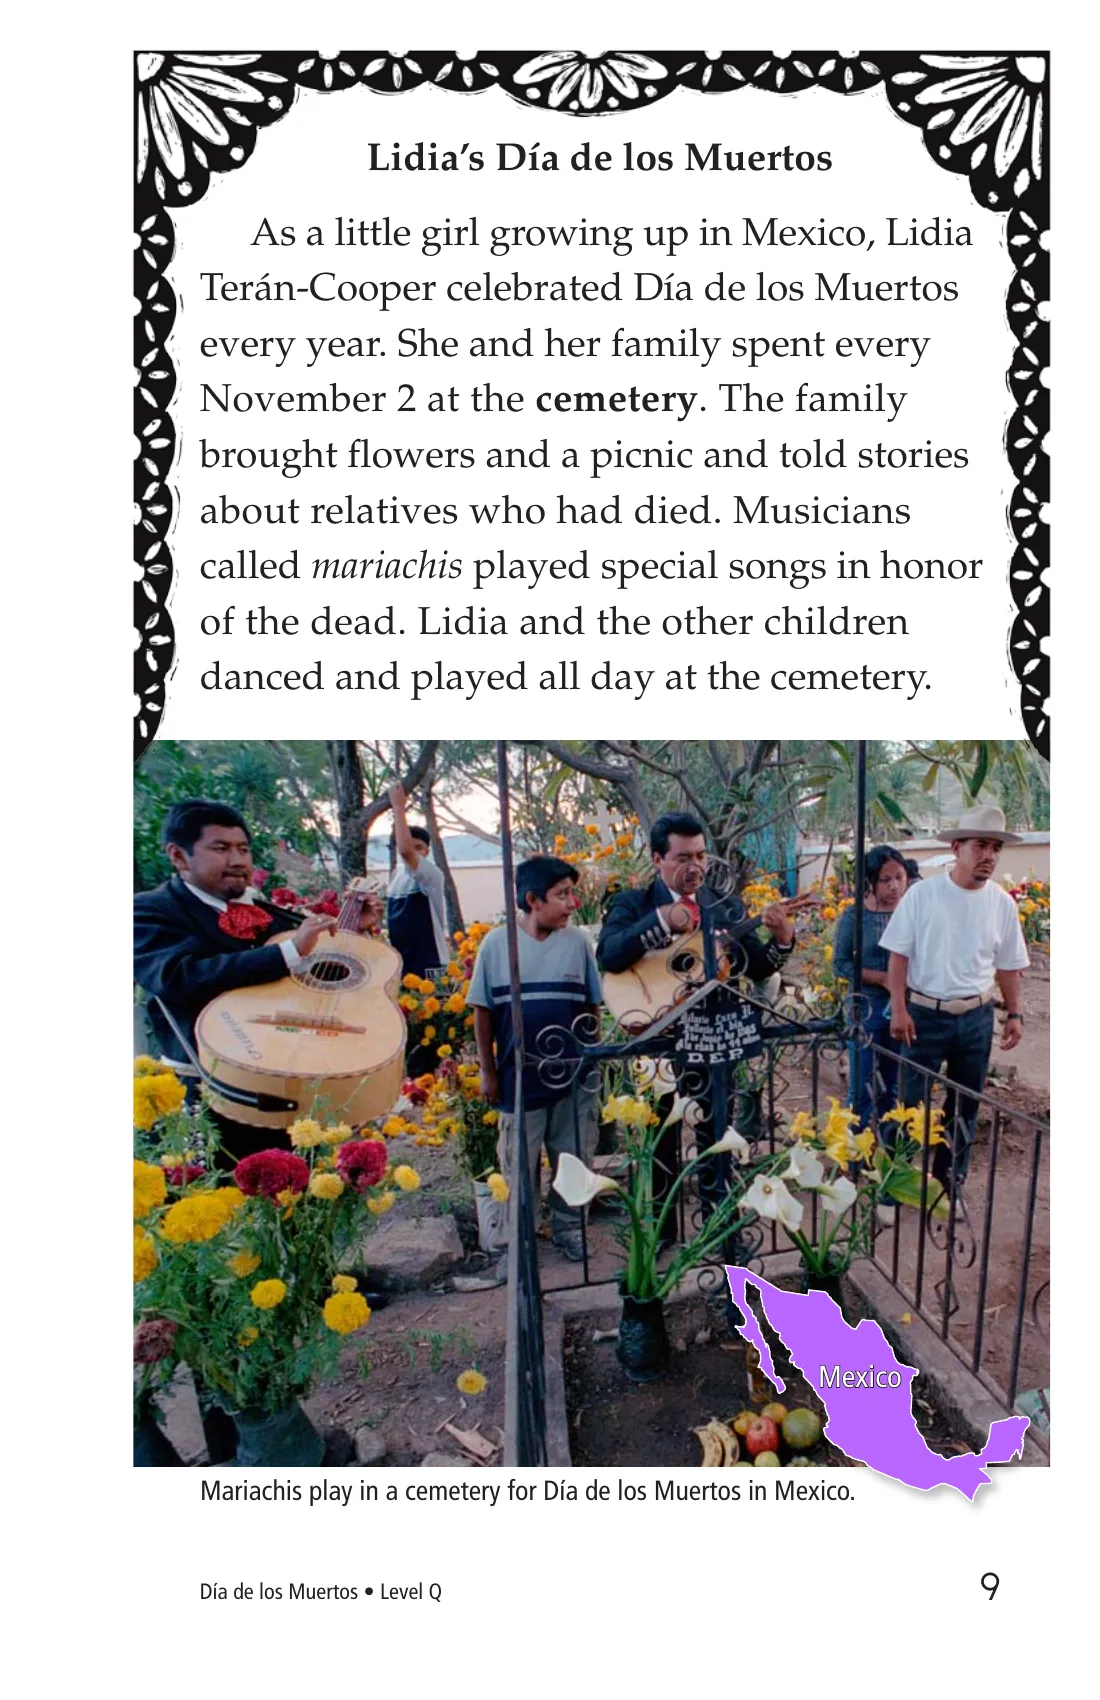 Lidia's Día de los Muertos
As a little girl growing up in Mexico, Lidia
Terán-Cooper celebrated Día de los Muertos
every year. She and her family spent every
November 2 at the cemetery. The family
brought flowers and a picnic and told stories
about relatives who had died. Musicians
called mariachis played special songs in honor
of the dead. Lidia and the other children
danced and played all day at the cemetery.
MEXICO
D.E.P.
Mexico
Mariachis play in a cemetery for Día de los Muertos in Mexico.
Día de los Muertos • Level Q
9